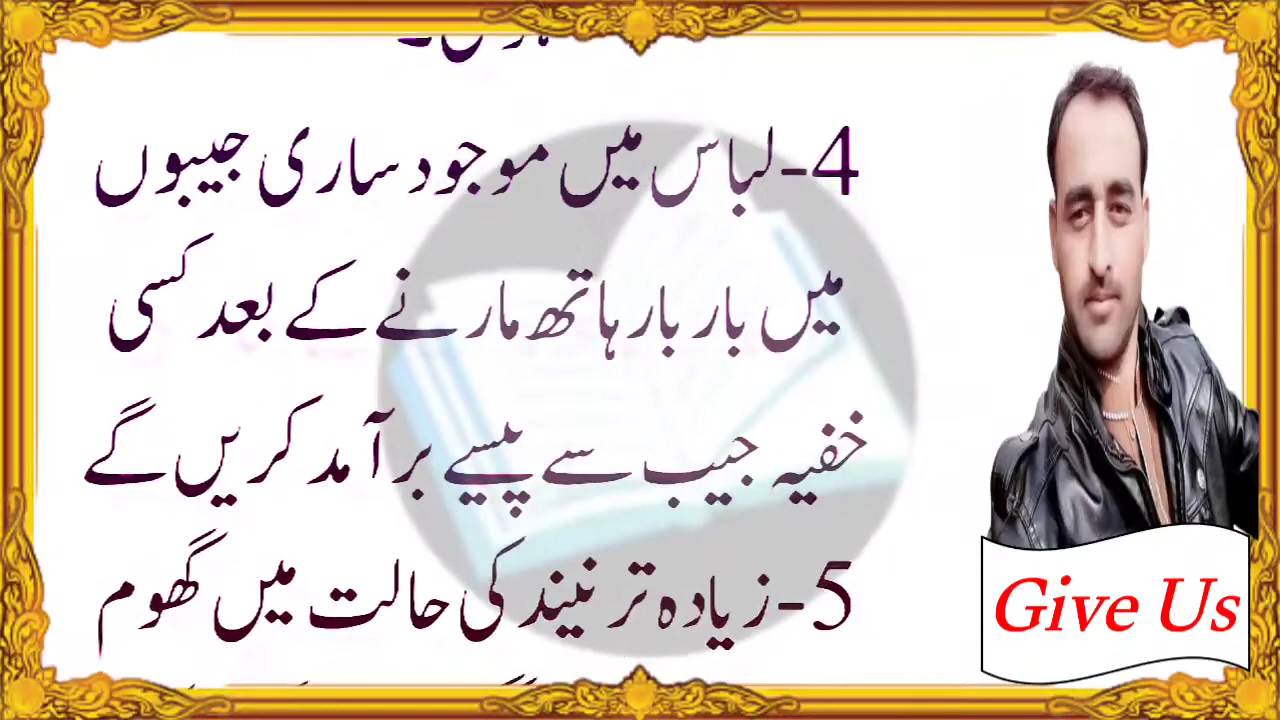 4-لباس میں موجود ساری جیبوں
میں بار بار ہاتھ مارنے کے بعد کسی
خفیہ جیب سے پیسے برآمد کریں گے
5-زیادہ تر نیند کی حالت میں گھوم
Give Us